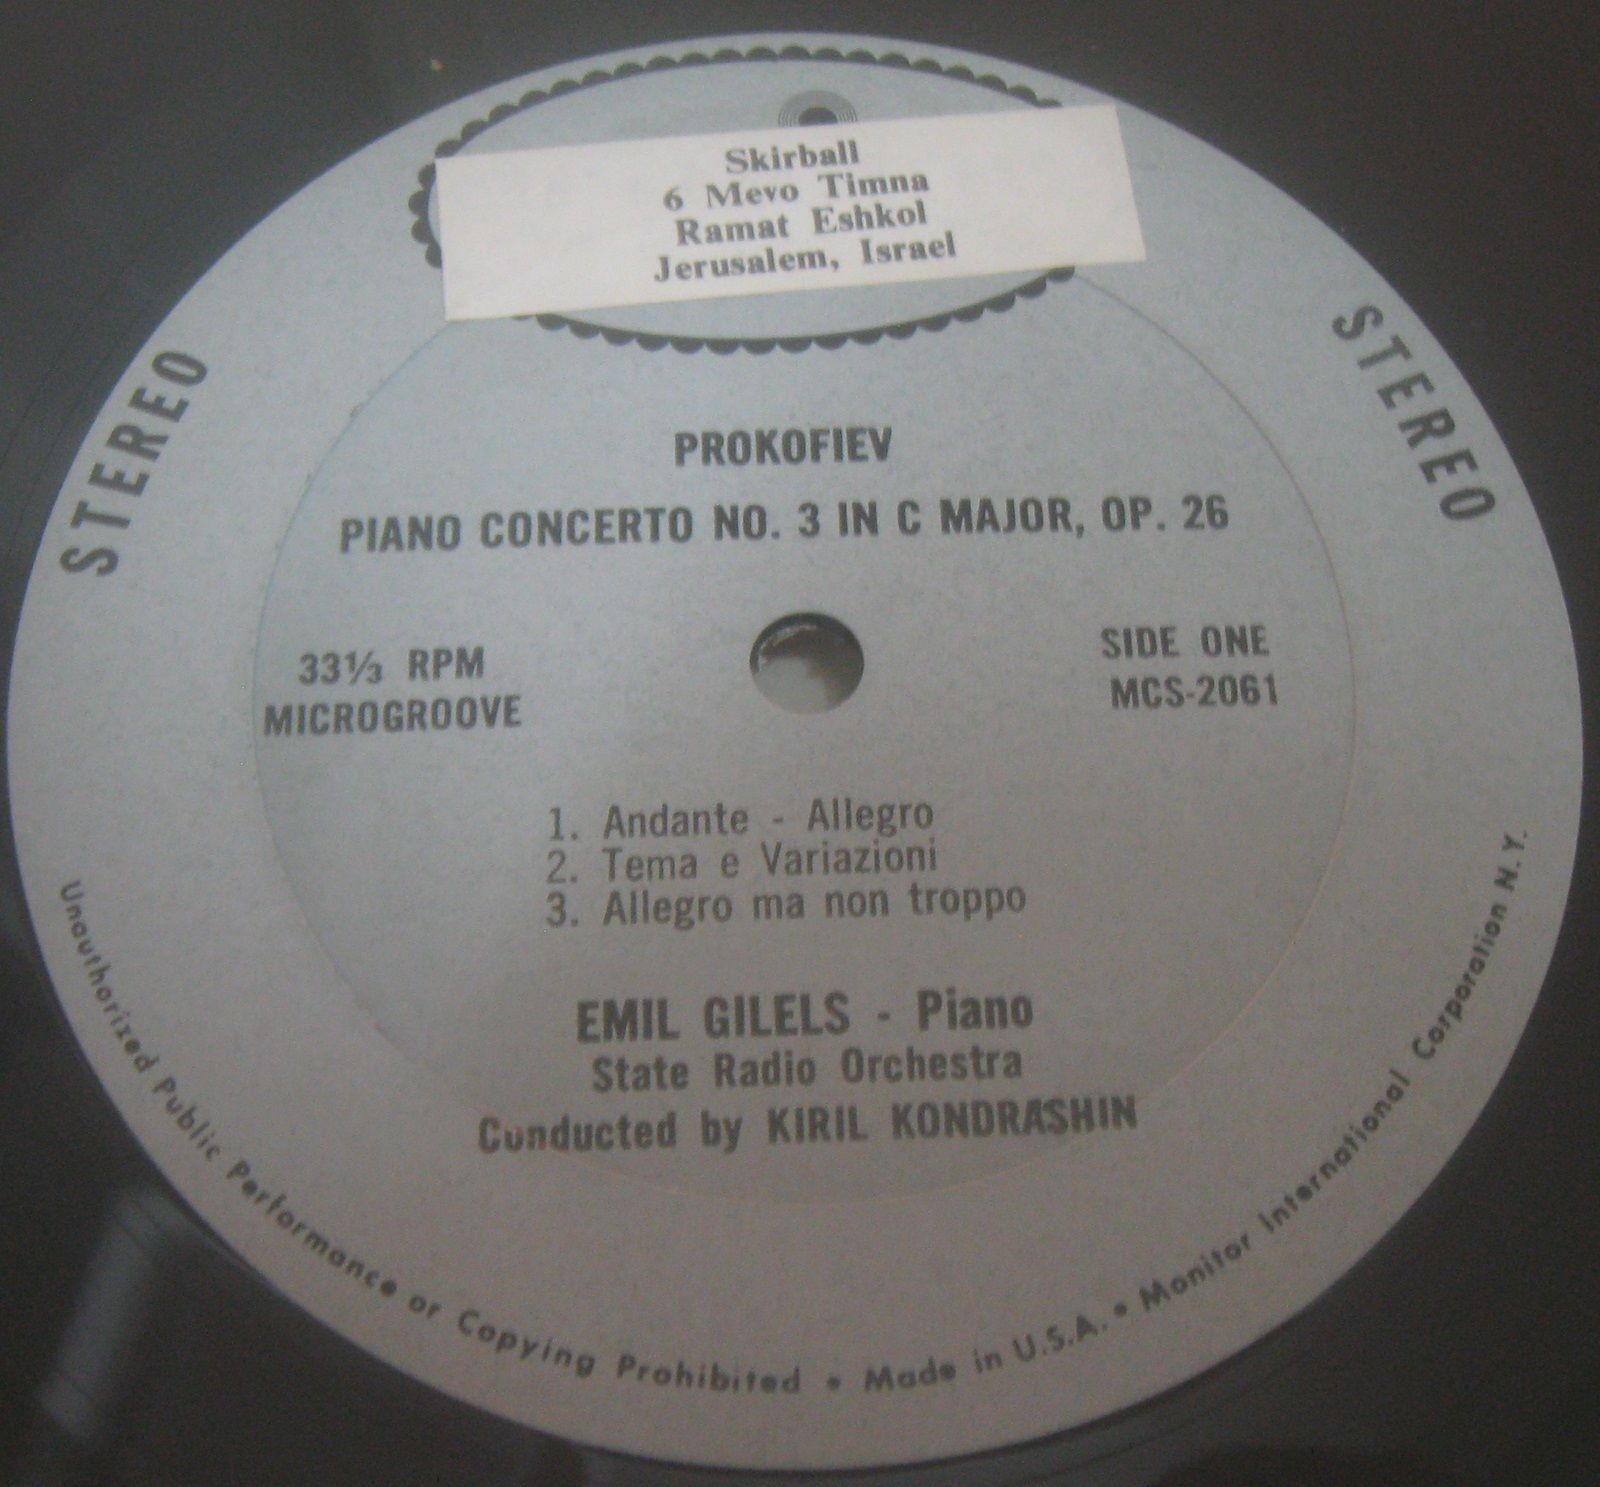 Skirball
6 Mevo Timna
Ramat Eshkol
Jerusalem, Israel
STEREO
STEREO
PROKOFIEV
PIANO CONCERTO NO. 3 IN C MAJOR, OP. 26
33⅓ RPM
MICROGROOVE
SIDE ONE
MCS-2061
1. Andante - Allegro
2. Tema e Variazioni
3. Allegro ma non troppo
EMIL GILELS - Piano
State Radio Orchestra
Conducted by KIRIL KONDRASHIN
Unauthorized Public Performance or Copying Prohibited • Made in U.S.A. • Monitor International Corporation N.Y.